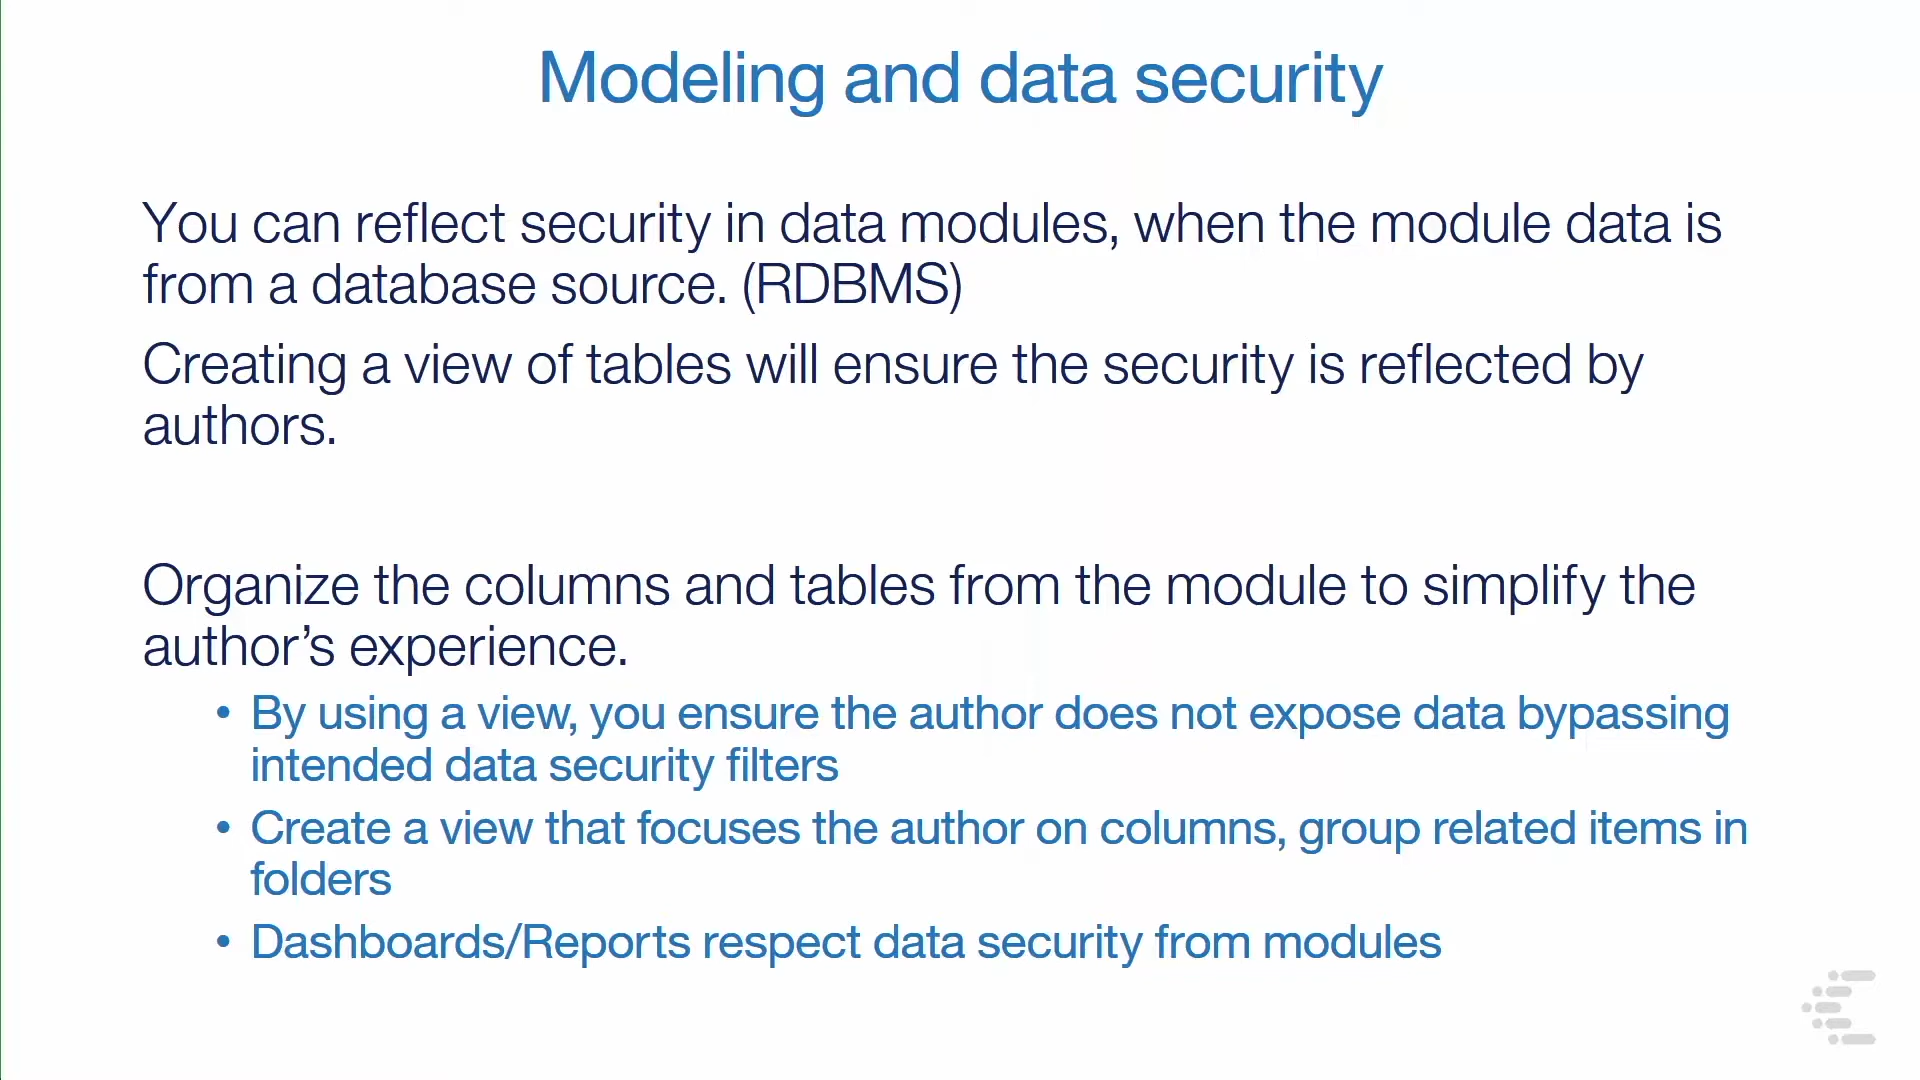 Modeling and data security
You can reflect security in data modules, when the module data is
from a database source. (RDBMS)
Creating a view of tables will ensure the security is reflected by
authors.
Organize the columns and tables from the module to simplify the
author’s experience.
• By using a view, you ensure the author does not expose data bypassing
intended data security filters
• Create a view that focuses the author on columns, group related items in
folders
• Dashboards/Reports respect data security from modules